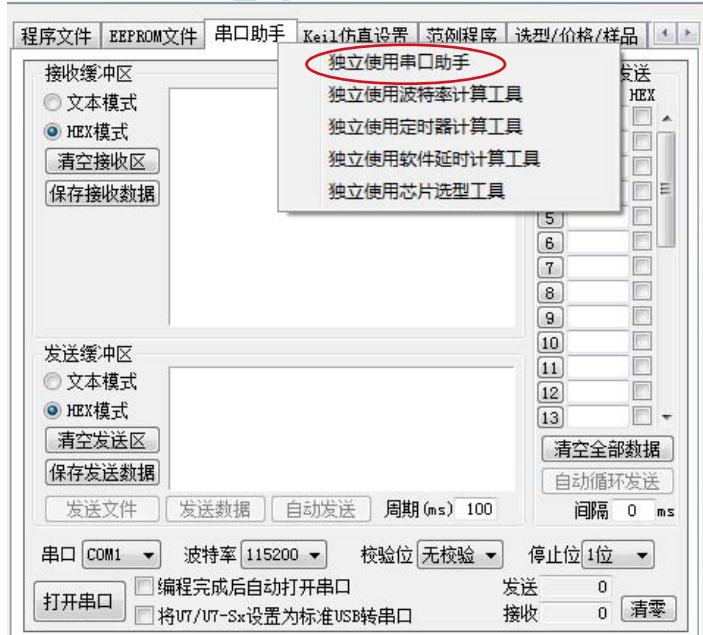 程序文件 EEPROM文件 串口助手 Keil仿真设置 范例程序 选型/价格/样品
独立使用串口助手
独立使用波特率计算工具
独立使用定时器计算工具
独立使用软件延时计算工具
独立使用芯片选型工具
接收缓冲区
文本模式
HEX模式
清空接收区
保存接收数据
发送
HEX
5
6
7
8
9
10
11
12
13
清空全部数据
自动循环发送
间隔 0 ms
发送缓冲区
文本模式
HEX模式
清空发送区
保存发送数据
发送文件 发送数据 自动发送 周期(ms) 100
串口 COM1 波特率 115200 校验位 无校验 停止位 1位
打开串口
编程完成后自动打开串口
将U7/U7-Sx设置为标准USB转串口
发送 0
接收 0
清零